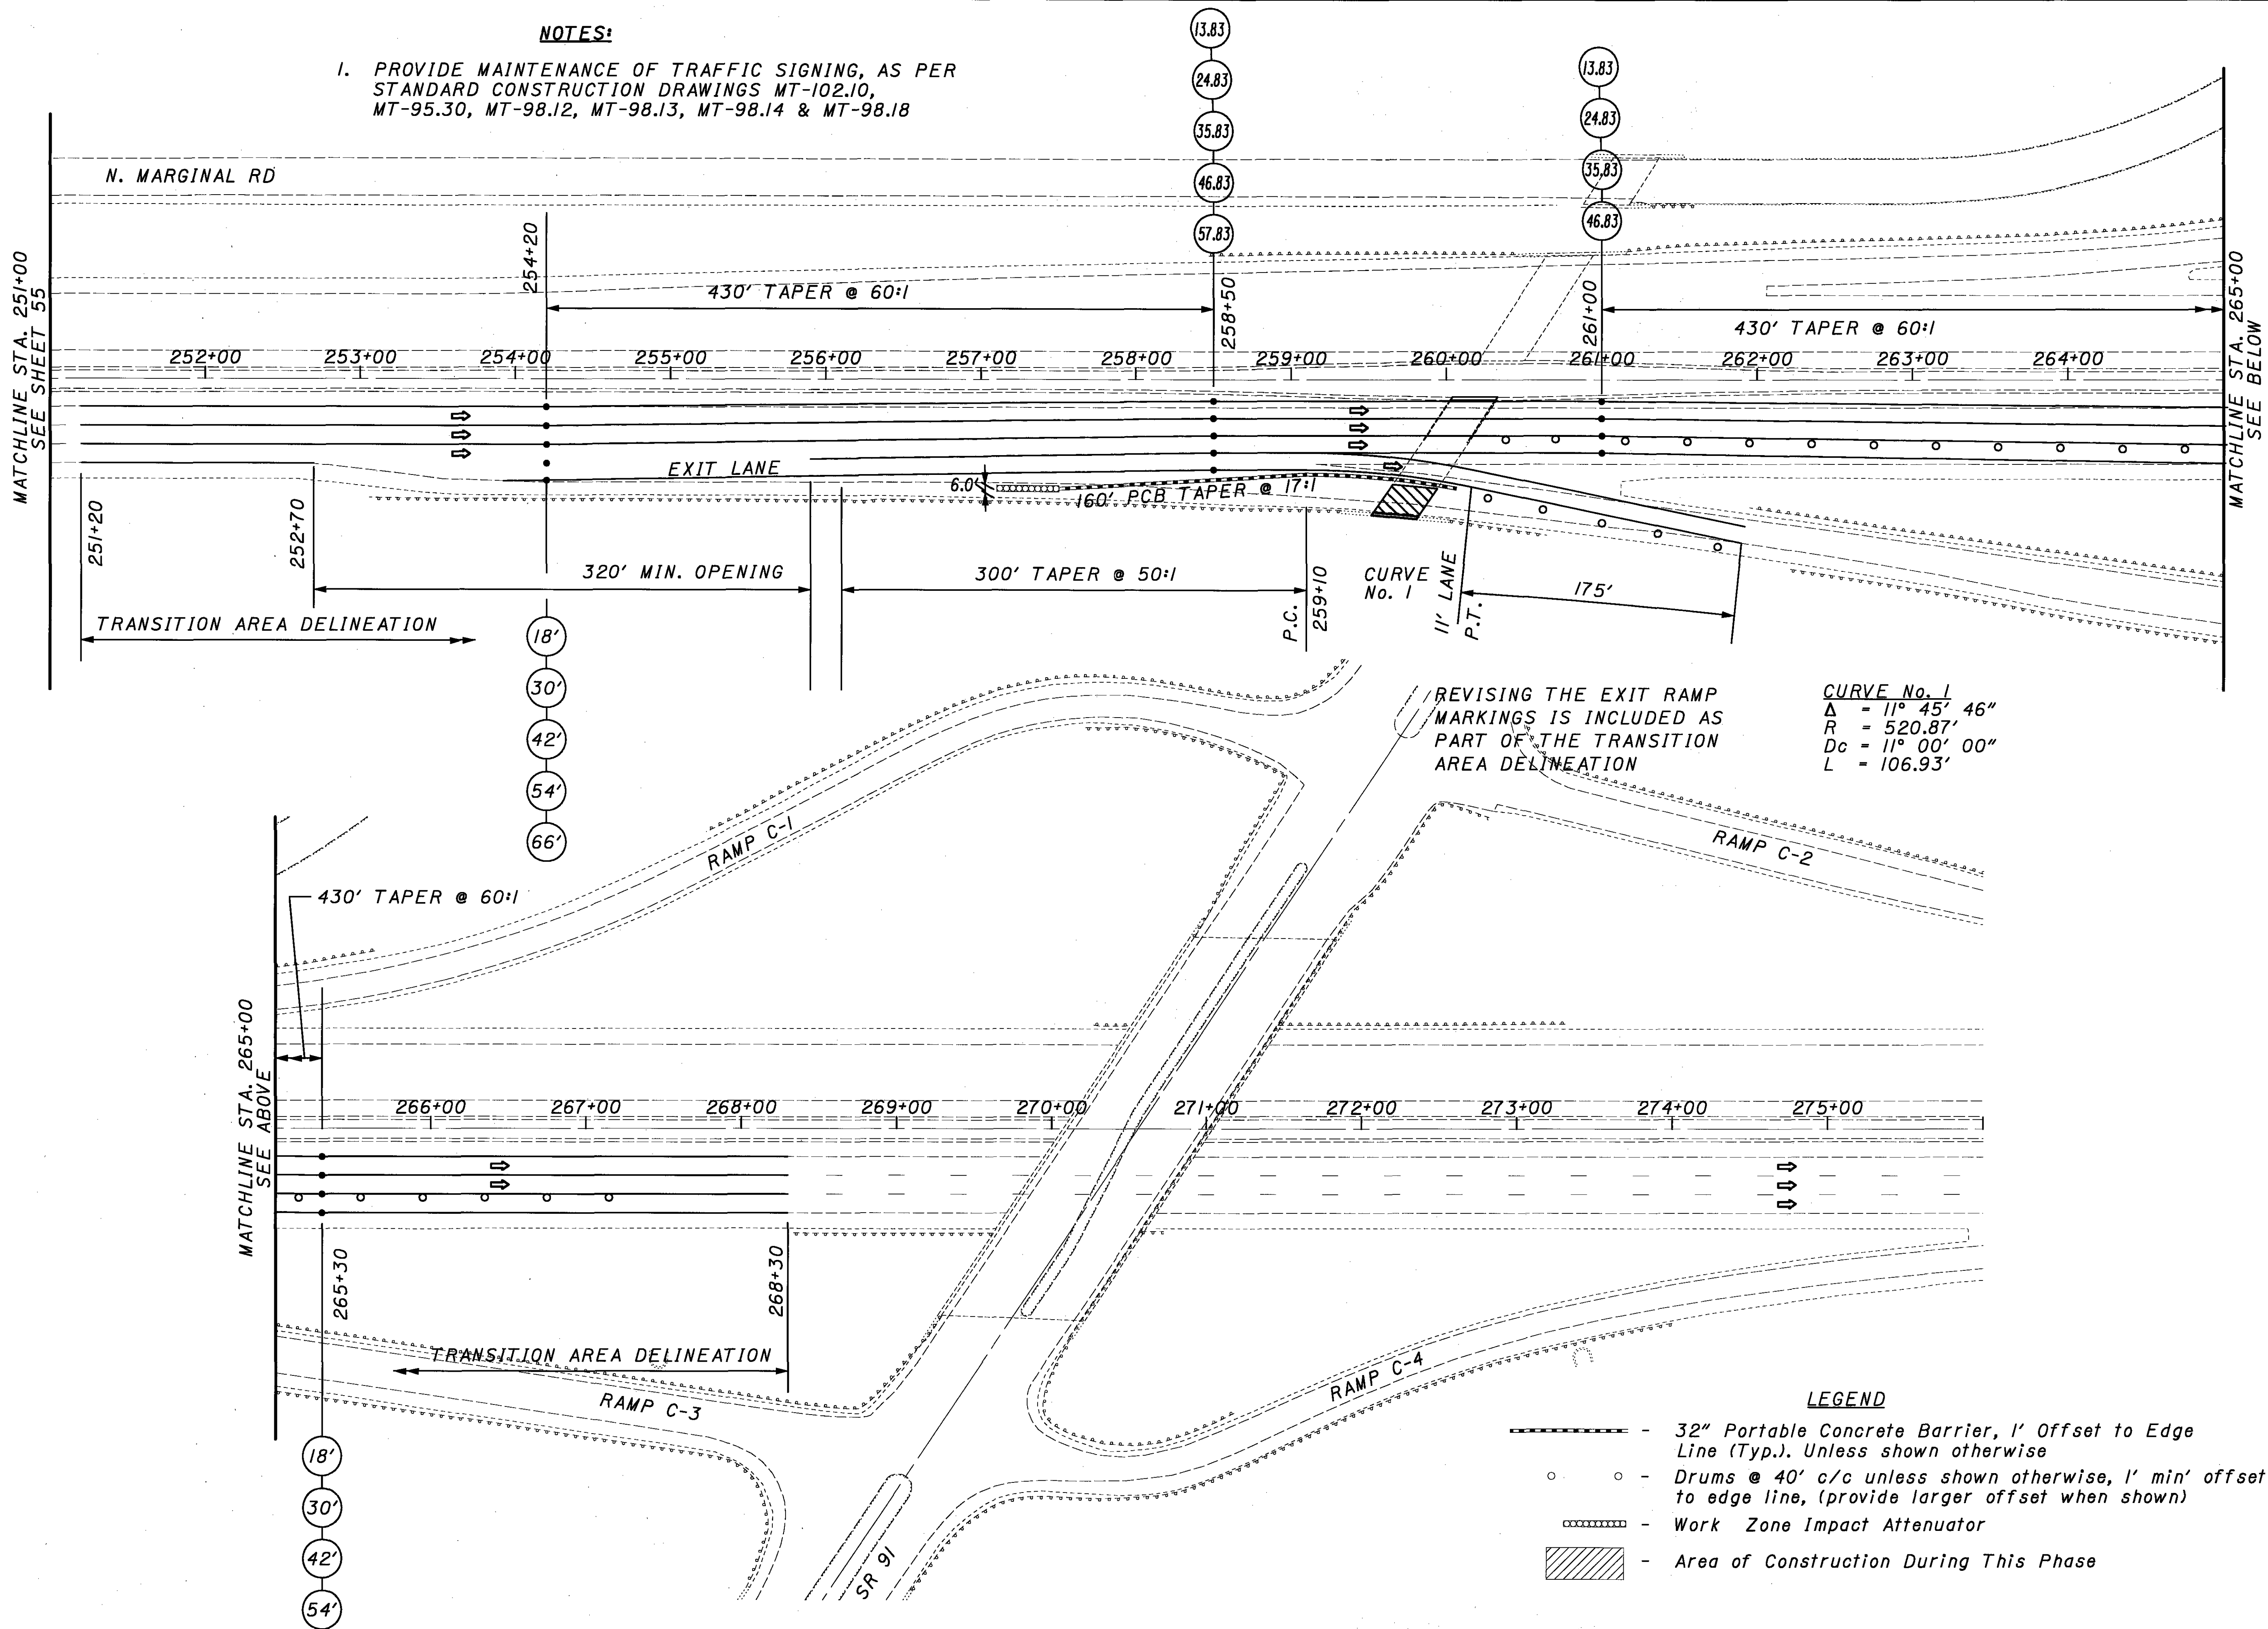 NOTES:
1. PROVIDE MAINTENANCE OF TRAFFIC SIGNING, AS PER
STANDARD CONSTRUCTION DRAWINGS MT-102.10,
MT-95.30, MT-98.12, MT-98.13, MT-98.14 & MT-98.18
13.83
24.83
35.83
46.83
57.83
13.83
24.83
35.83
46.83
N. MARGINAL RD
MATCHLINE STA. 251+00
SEE SHEET 55
254+20
430' TAPER @ 60:1
258+50
261+00
430' TAPER @ 60:1
MATCHLINE STA. 265+00
SEE BELOW
252+00 253+00 254+00 255+00 256+00 257+00 258+00 259+00 260+00 261+00 262+00 263+00 264+00
EXIT LANE
6.0'
160' PCB TAPER @ 17:1
251+20
252+70
320' MIN. OPENING
300' TAPER @ 50:1
P.C.
259+10
CURVE
No. 1
11' LANE
P.T.
175'
TRANSITION AREA DELINEATION
18'
30'
42'
54'
66'
REVISING THE EXIT RAMP
MARKINGS IS INCLUDED AS
PART OF THE TRANSITION
AREA DELINEATION
CURVE No. 1
Δ = 11° 45' 46"
R = 520.87'
Dc = 11° 00' 00"
L = 106.93'
RAMP C-1
RAMP C-2
430' TAPER @ 60:1
MATCHLINE STA. 265+00
SEE ABOVE
266+00 267+00 268+00 269+00 270+00 271+00 272+00 273+00 274+00 275+00
265+30
268+30
TRANSITION AREA DELINEATION
RAMP C-3
RAMP C-4
SR 91
18'
30'
42'
54'
LEGEND
- 32" Portable Concrete Barrier, 1' Offset to Edge
Line (Typ.). Unless shown otherwise
- Drums @ 40' c/c unless shown otherwise, 1' min' offset
to edge line, (provide larger offset when shown)
- Work Zone Impact Attenuator
- Area of Construction During This Phase